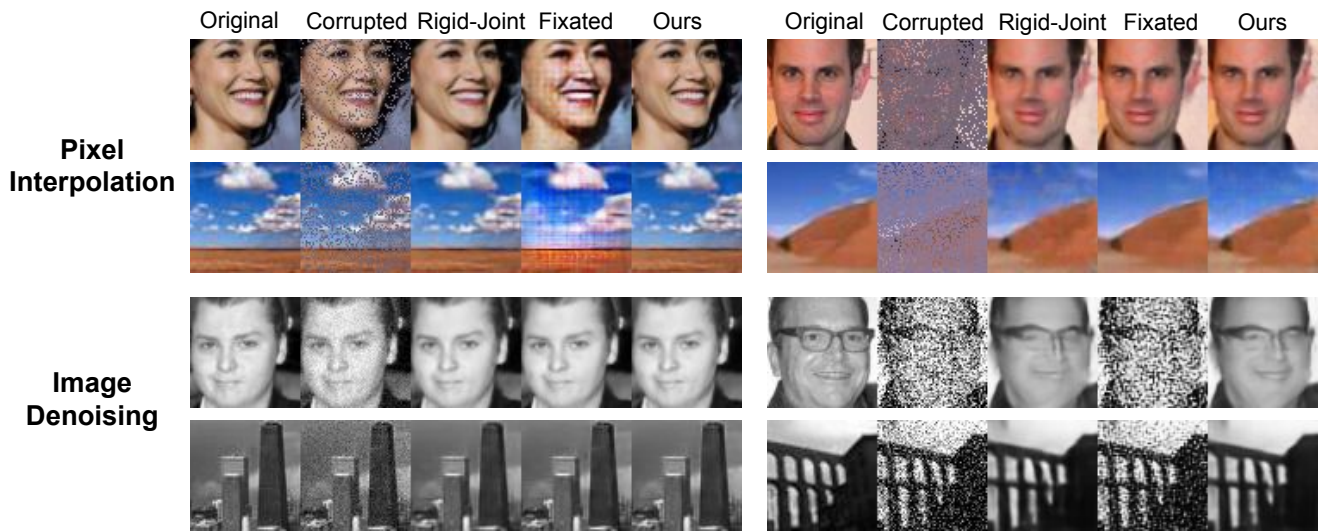 Original Corrupted Rigid-Joint Fixated Ours Original Corrupted Rigid-Joint Fixated Ours
Pixel
Interpolation
Image
Denoising